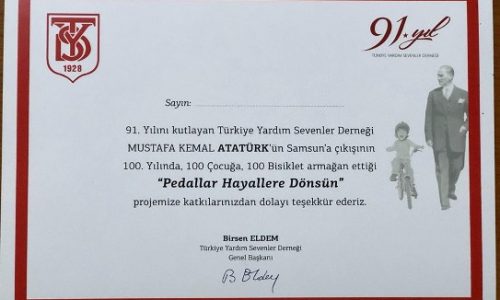 TYSD
1928
91. yıl
TÜRKİYE YARDIM SEVENLER DERNEĞİ
Sayın:
91. Yılını kutlayan Türkiye Yardım Sevenler Derneği
MUSTAFA KEMAL ATATÜRK'ün Samsun'a çıkışının
100. Yılında, 100 Çocuğa, 100 Bisiklet armağan ettiği
"Pedallar Hayallere Dönsün"
projemize katkılarınızdan dolayı teşekkür ederiz.
Birsen ELDEM
Türkiye Yardım Sevenler Derneği
Genel Başkanı
B. Eldem